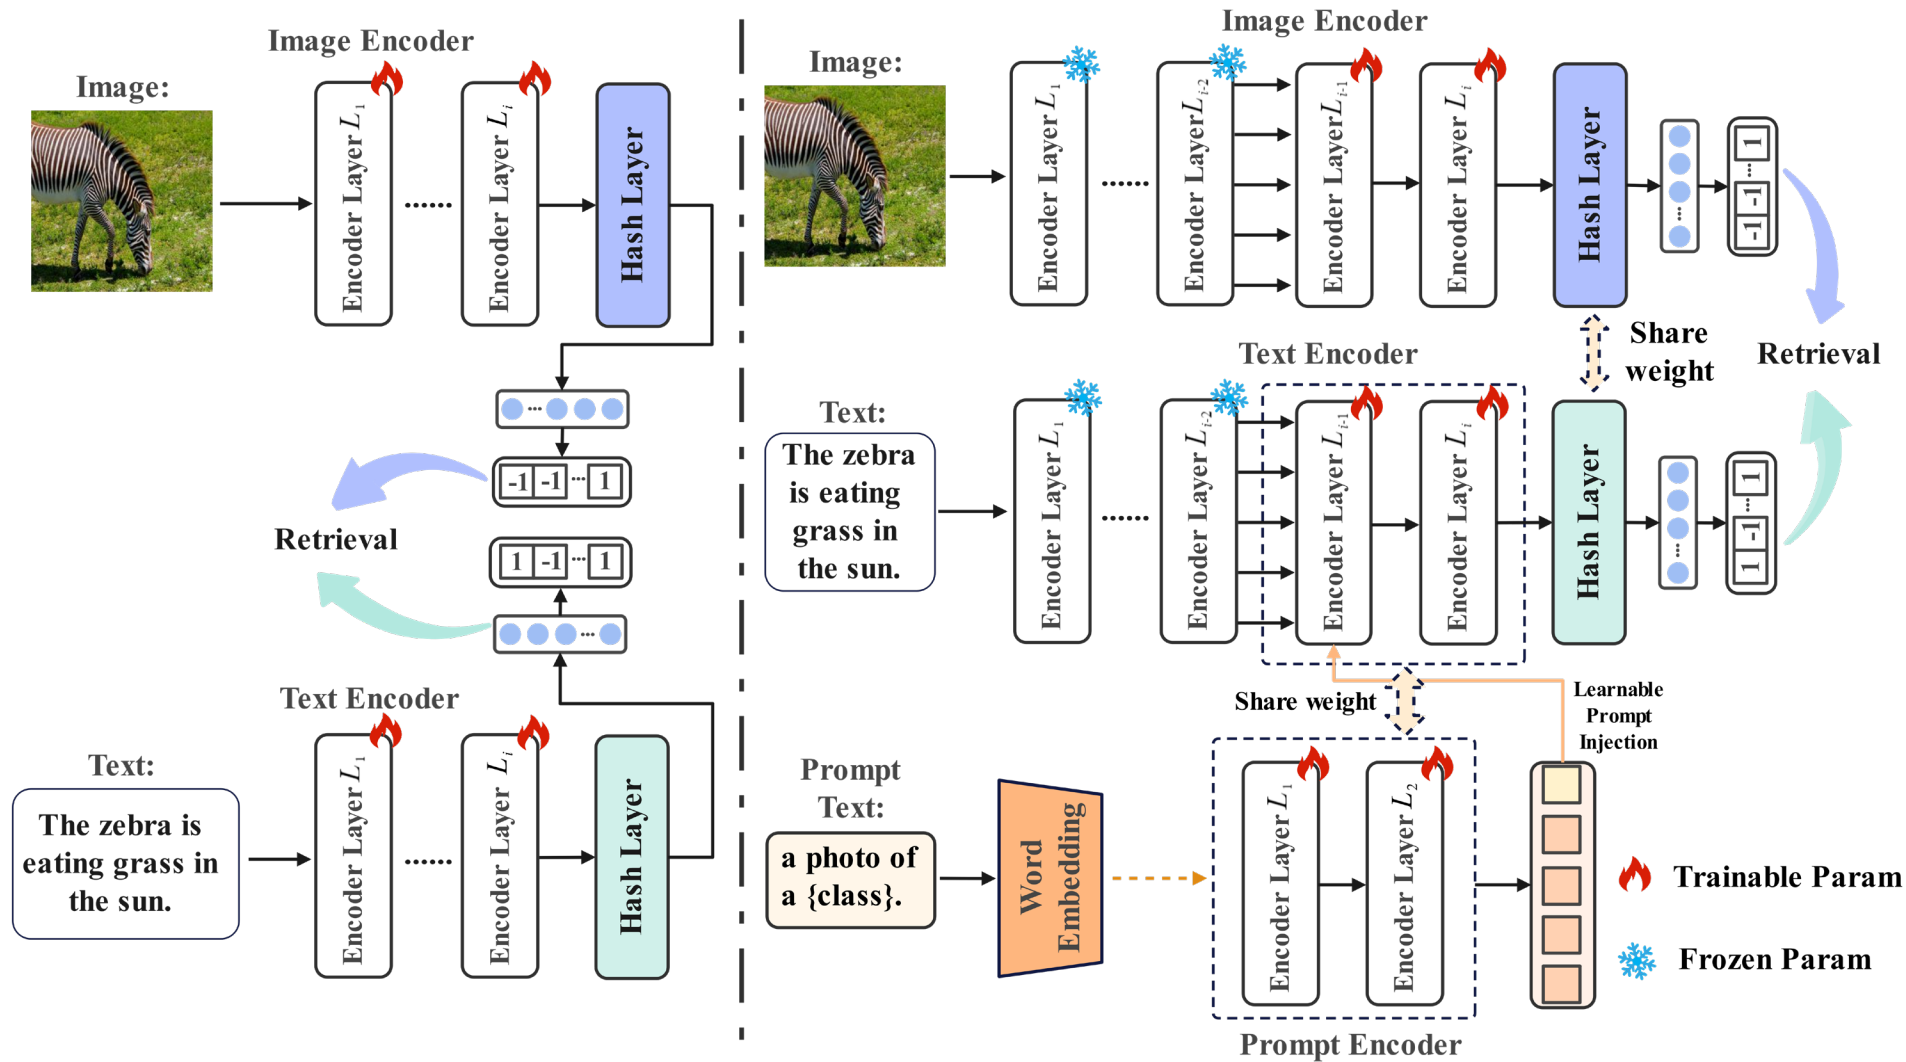 Image Encoder
Image:
Encoder Layer L1
......
Encoder Layer Li
Hash Layer
...
-1 -1 ... 1
Retrieval
1 -1 ... 1
...
Text Encoder
Text:
The zebra is
eating grass in
the sun.
Encoder Layer L1
......
Encoder Layer Li
Hash Layer
Image Encoder
Image:
Encoder Layer L1
......
Encoder LayerLi-2
Encoder LayerLi-1
Encoder Layer Li
Hash Layer
...
-1 -1 ... 1
Share
weight
Retrieval
Text Encoder
Text:
The zebra
is eating
grass in
the sun.
Encoder Layer L1
......
Encoder Layer Li-2
Encoder Layer Li-1
Encoder Layer Li
Hash Layer
...
1 -1 ... 1
Share weight
Learnable
Prompt
Injection
Prompt
Text:
a photo of
a {class}.
Word
Embedding
Encoder Layer L1
Encoder Layer L2
Prompt Encoder
Trainable Param
Frozen Param